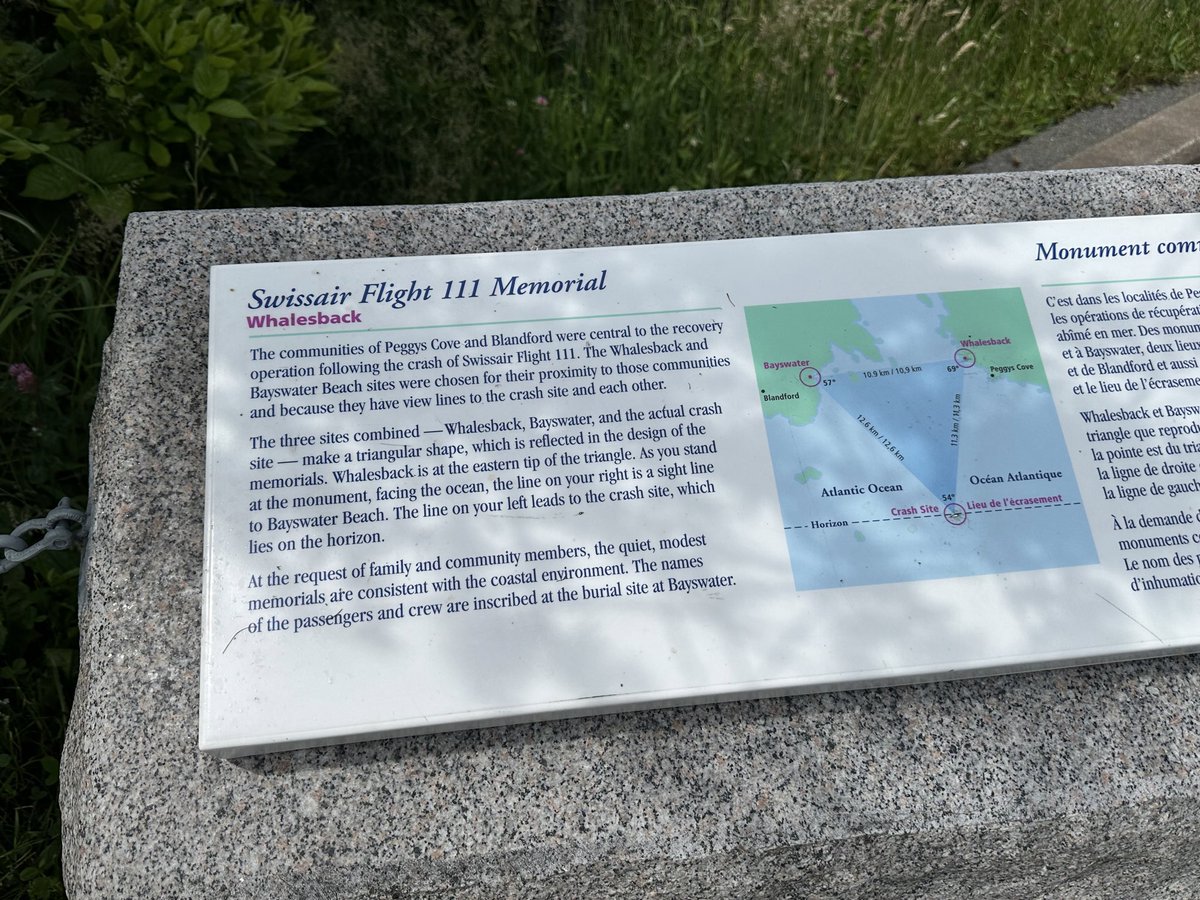 Swissair Flight 111 Memorial
Whalesback
The communities of Peggys Cove and Blandford were central to the recovery
operation following the crash of Swissair Flight 111. The Whalesback and
Bayswater Beach sites were chosen for their proximity to those communities
and because they have view lines to the crash site and each other.
The three sites combined — Whalesback, Bayswater, and the actual crash
site — make a triangular shape, which is reflected in the design of the
memorials. Whalesback is at the eastern tip of the triangle. As you stand
at the monument, facing the ocean, the line on your right is a sight line
to Bayswater Beach. The line on your left leads to the crash site, which
lies on the horizon.
At the request of family and community members, the quiet, modest
memorials are consistent with the coastal environment. The names
of the passengers and crew are inscribed at the burial site at Bayswater.
Bayswater
Whalesback
57°
10.9 km / 10,9 km
69°
Peggys Cove
Blandford
12.6 km / 12,6 km
11.3 km / 11,3 km
Atlantic Ocean
Océan Atlantique
54°
Crash Site
Lieu de l'écrasement
Horizon
Monument
C'est dans les localités de
les opérations de
abîmé en mer. Des
et à Bayswater, deux
et de Blandford et aussi
et le lieu de
Whalesback et
triangle que
la pointe est du
la ligne de droite
la ligne de
À la demande
monuments
Le nom des